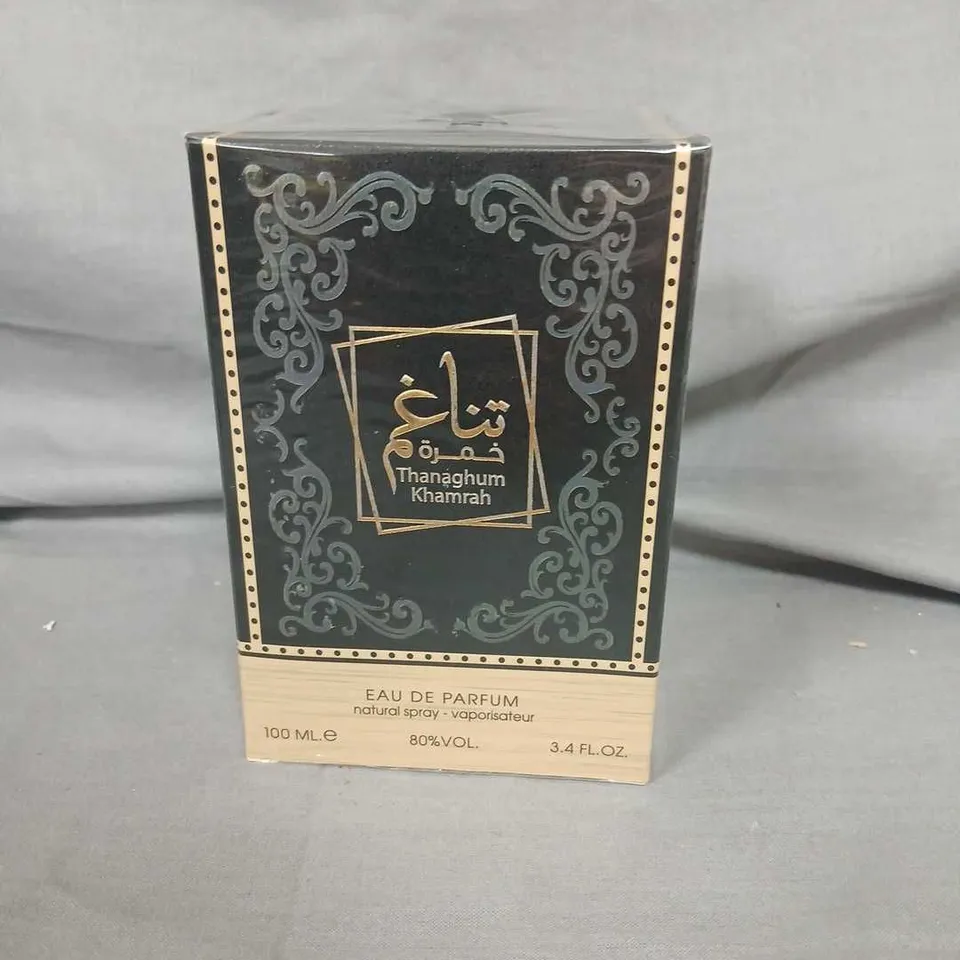 تناغم
خمرة
Thanaghum
Khamrah
EAU DE PARFUM
natural spray - vaporisateur
100 ML.e 80%VOL. 3.4 FL.OZ.